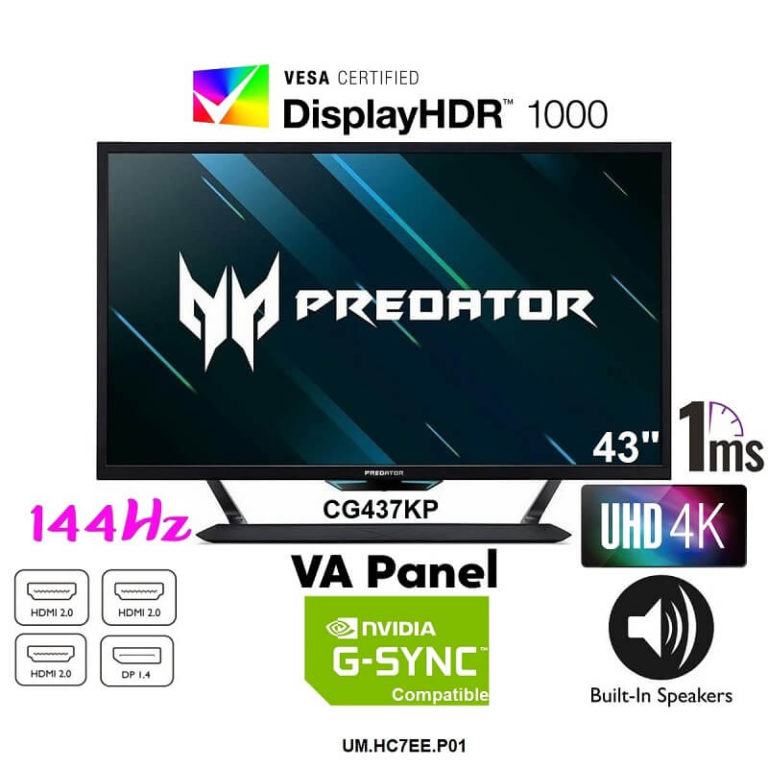 VESA CERTIFIED
DisplayHDR™ 1000
PREDATOR
43"
1ms
PREDATOR
CG437KP
144Hz
UHD 4K
VA Panel
HDMI 2.0
HDMI 2.0
HDMI 2.0
DP 1.4
NVIDIA
G-SYNC™
Compatible
Built-In Speakers
UM.HC7EE.P01